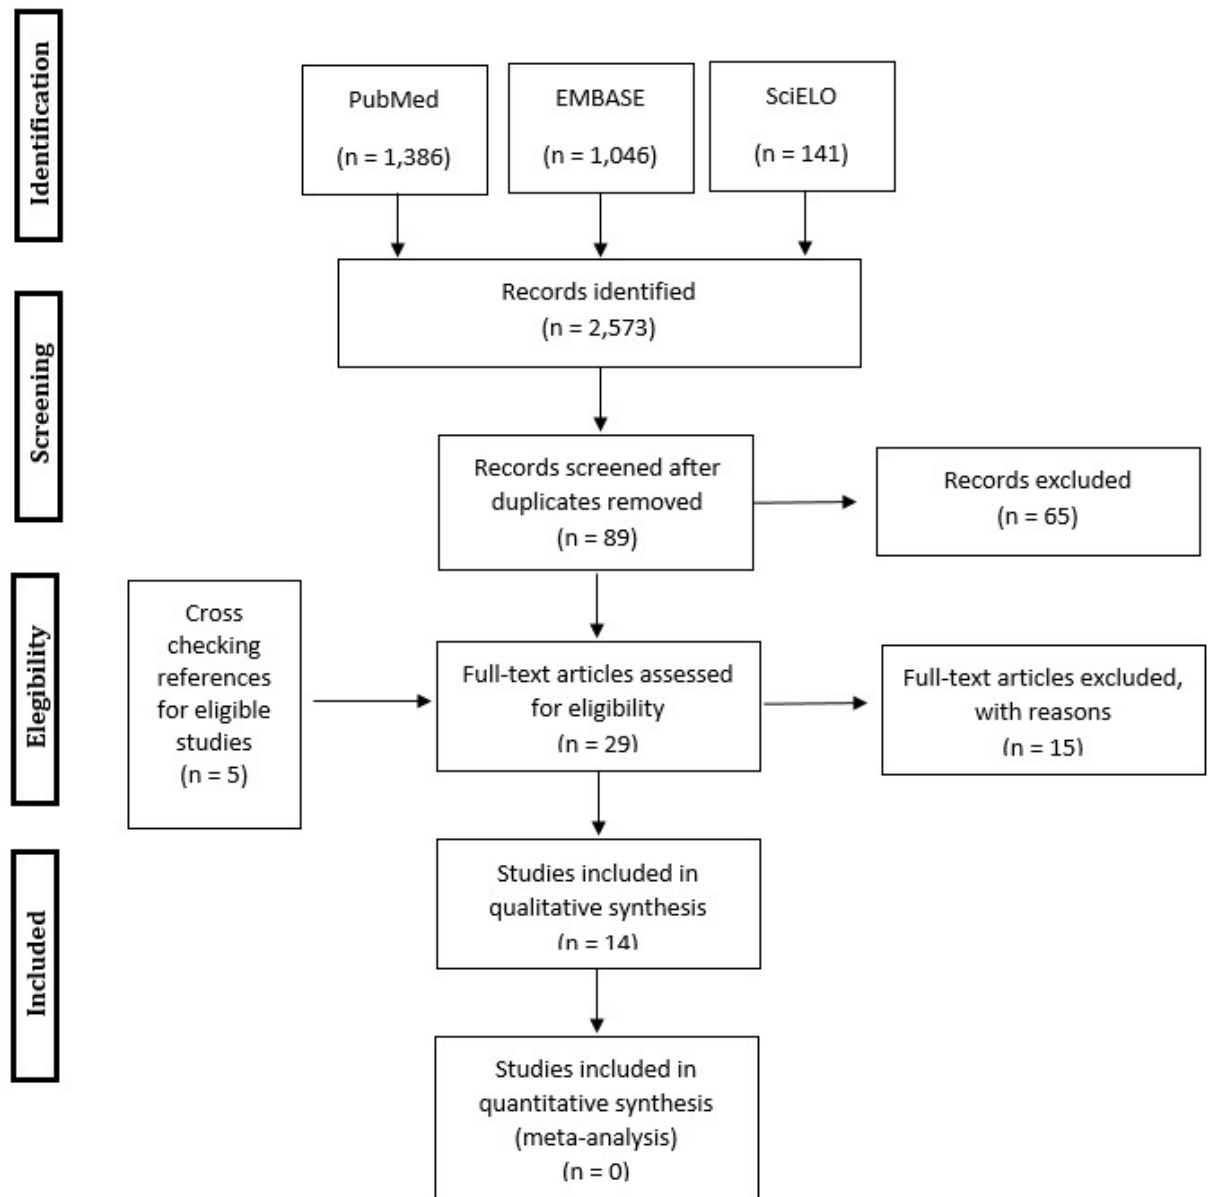 Identification
PubMed
(n = 1,386)
EMBASE
(n = 1,046)
SciELO
(n = 141)
Records identified
(n = 2,573)
Screening
Records screened after
duplicates removed
(n = 89)
Records excluded
(n = 65)
Elegibility
Cross
checking
references
for eligible
studies
(n = 5)
Full-text articles assessed
for eligibility
(n = 29)
Full-text articles excluded,
with reasons
(n = 15)
Included
Studies included in
qualitative synthesis
(n = 14)
Studies included in
quantitative synthesis
(meta-analysis)
(n = 0)